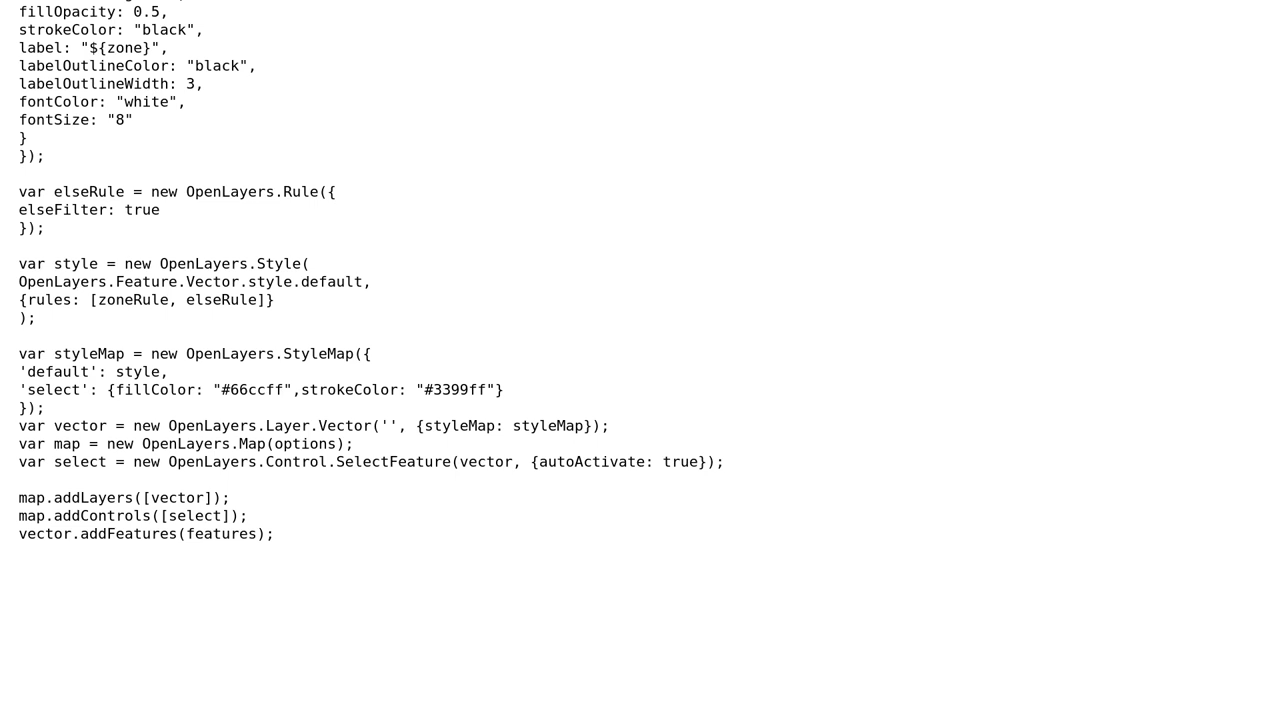 fillOpacity: 0.5,
strokeColor: "black",
label: "${zone}",
labelOutlineColor: "black",
labelOutlineWidth: 3,
fontColor: "white",
fontSize: "8"
}
});
var elseRule = new OpenLayers.Rule({
elseFilter: true
});
var style = new OpenLayers.Style(
OpenLayers.Feature.Vector.style.default,
{rules: [zoneRule, elseRule]}
);
var styleMap = new OpenLayers.StyleMap({
'default': style,
'select': {fillColor: "#66ccff",strokeColor: "#3399ff"}
});
var vector = new OpenLayers.Layer.Vector('', {styleMap: styleMap});
var map = new OpenLayers.Map(options);
var select = new OpenLayers.Control.SelectFeature(vector, {autoActivate: true});
map.addLayers([vector]);
map.addControls([select]);
vector.addFeatures(features);